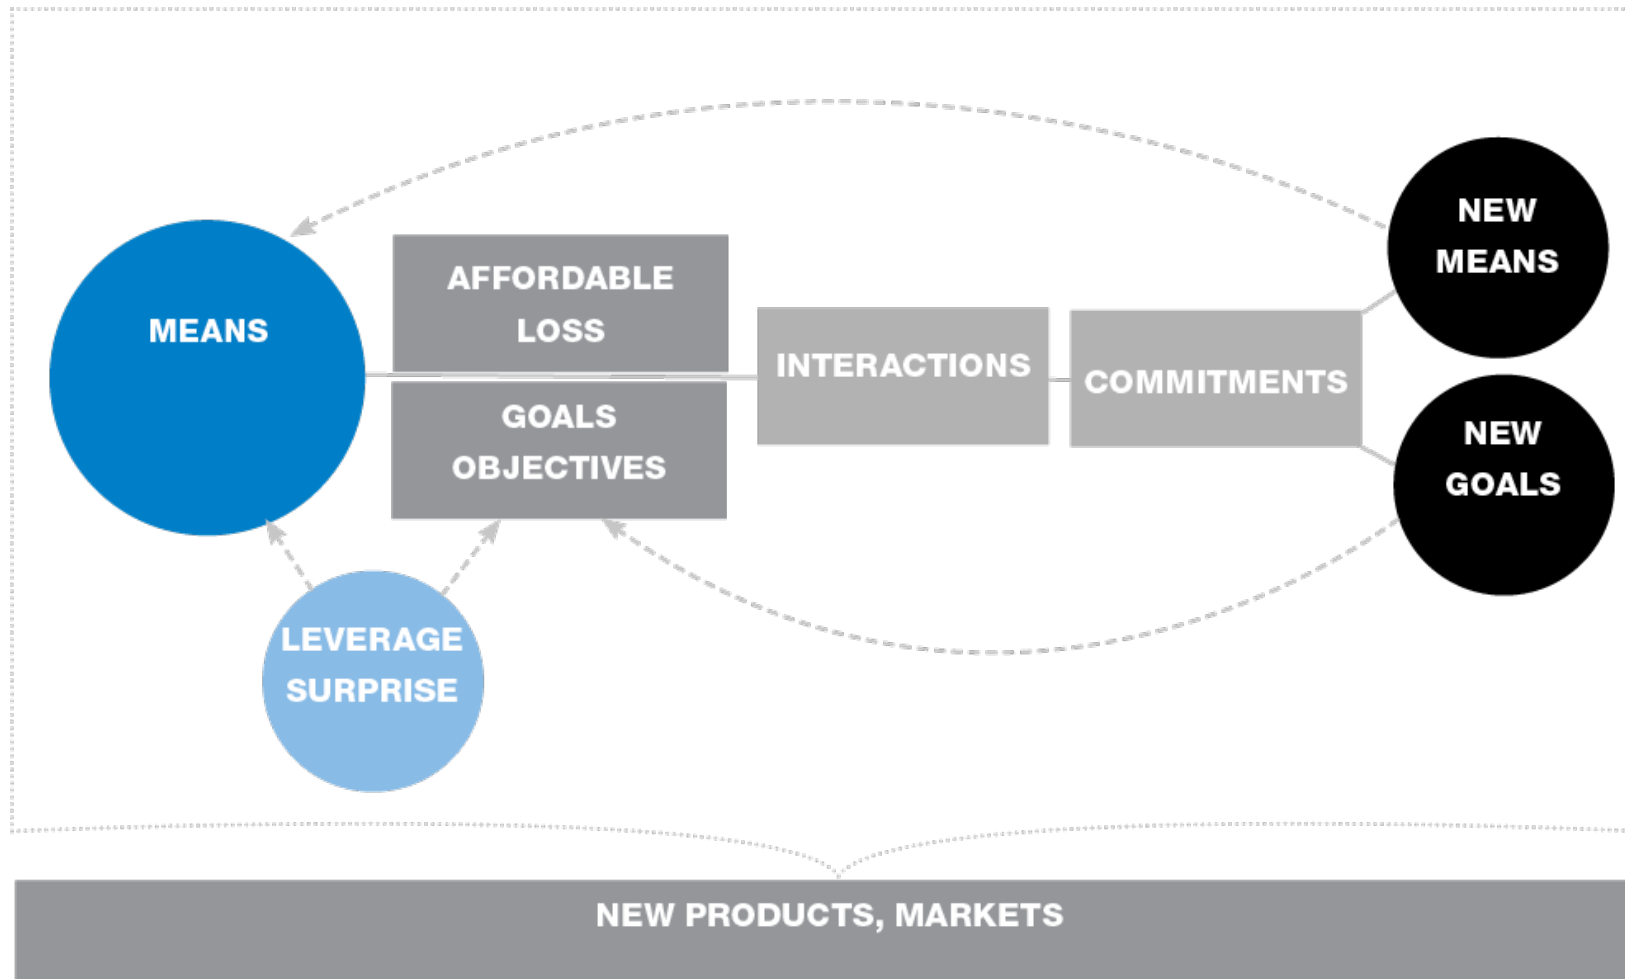 MEANS
AFFORDABLE
LOSS
GOALS
OBJECTIVES
INTERACTIONS
COMMITMENTS
NEW
MEANS
NEW
GOALS
LEVERAGE
SURPRISE
NEW PRODUCTS, MARKETS